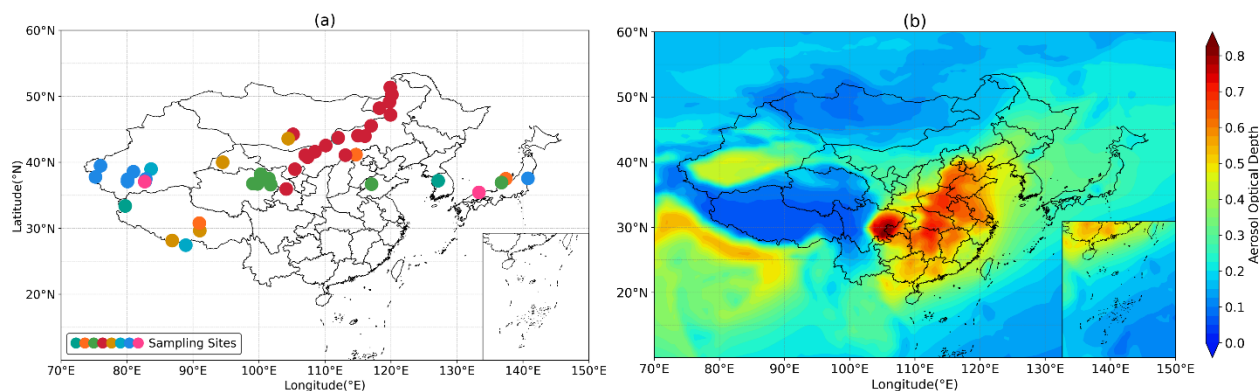 (a)
60°N
50°N
40°N
30°N
20°N
Latitude(°N)
Sampling Sites
70°E 80°E 90°E 100°E 110°E 120°E 130°E 140°E 150°E
Longitude(°E)
(b)
60°N
50°N
40°N
30°N
20°N
70°E 80°E 90°E 100°E 110°E 120°E 130°E 140°E 150°E
Longitude(°E)
0.8
0.7
0.6
0.5
0.4
0.3
0.2
0.1
0.0
Aerosol Optical Depth